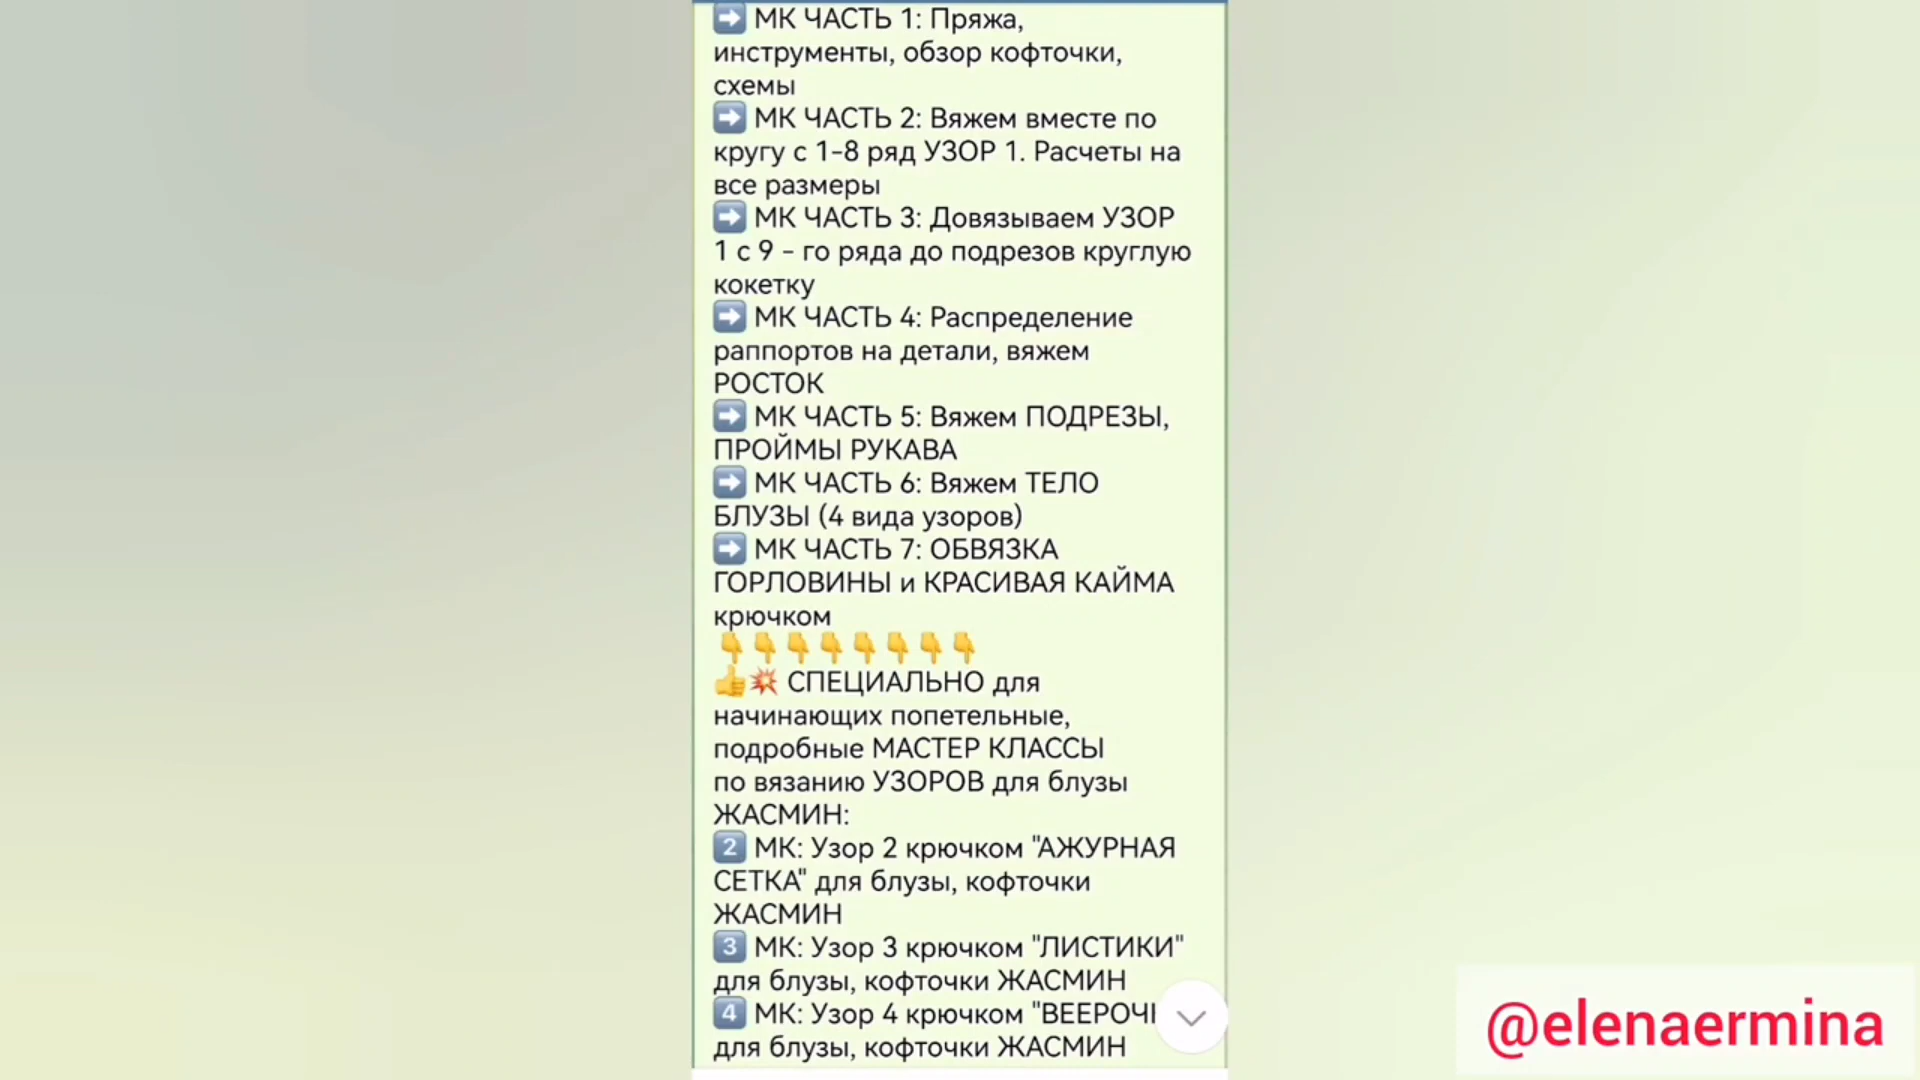 ➡️ МК ЧАСТЬ 1: Пряжа,
инструменты, обзор кофточки,
схемы
➡️ МК ЧАСТЬ 2: Вяжем вместе по
кругу с 1-8 ряд УЗОР 1. Расчеты на
все размеры
➡️ МК ЧАСТЬ 3: Довязываем УЗОР
1 с 9 - го ряда до подрезов круглую
кокетку
➡️ МК ЧАСТЬ 4: Распределение
раппортов на детали, вяжем
РОСТОК
➡️ МК ЧАСТЬ 5: Вяжем ПОДРЕЗЫ,
ПРОЙМЫ РУКАВА
➡️ МК ЧАСТЬ 6: Вяжем ТЕЛО
БЛУЗЫ (4 вида узоров)
➡️ МК ЧАСТЬ 7: ОБВЯЗКА
ГОРЛОВИНЫ и КРАСИВАЯ КАЙМА
крючком
👇👇👇👇👇👇👇👇
👍💥 СПЕЦИАЛЬНО для
начинающих попетельные,
подробные МАСТЕР КЛАССЫ
по вязанию УЗОРОВ для блузы
ЖАСМИН:
2️⃣ МК: Узор 2 крючком "АЖУРНАЯ
СЕТКА" для блузы, кофточки
ЖАСМИН
3️⃣ МК: Узор 3 крючком "ЛИСТИКИ"
для блузы, кофточки ЖАСМИН
4️⃣ МК: Узор 4 крючком
для блузы, кофточки ЖАСМИН
@elenaermina